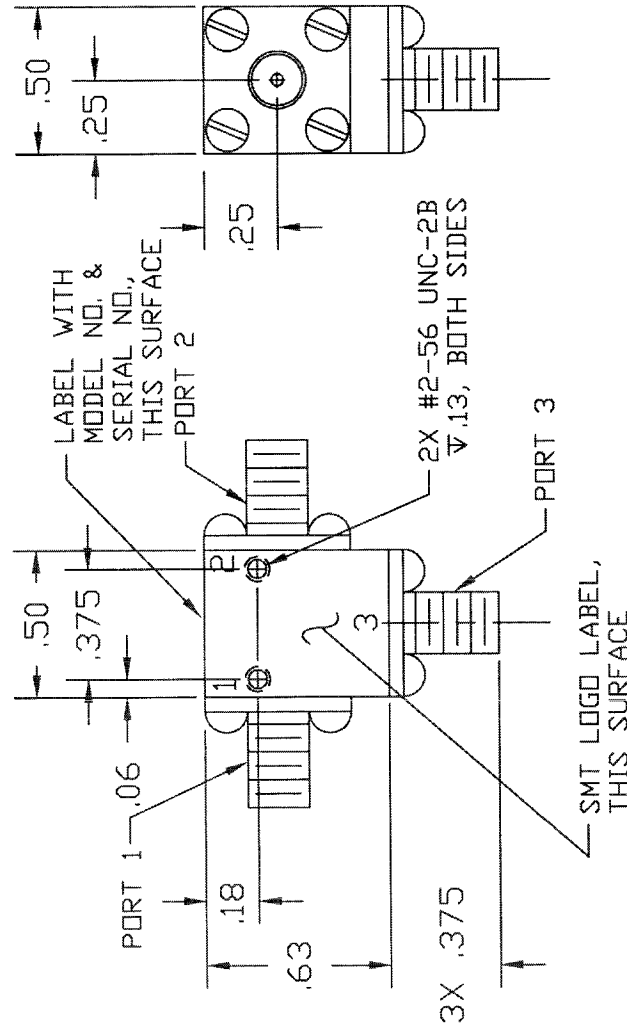 .50
.25
.25
LABEL WITH
MODEL NO. &
SERIAL NO.,
THIS SURFACE
PORT 2
.50
.375
PORT 1
.06
.18
.63
3X .375
1
2
3
2X #2-56 UNC-2B
↧.13, BOTH SIDES
PORT 3
SMT LOGO LABEL,
THIS SURFACE